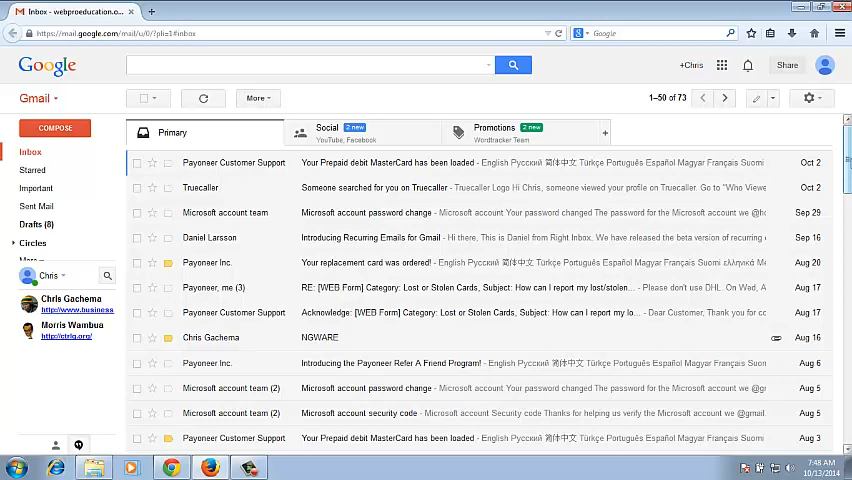 Inbox - webproeducation.o...
https://mail.google.com/mail/u/0/?pli=1#inbox
Google
Google
+Chris
Share
Gmail
More
1–50 of 73
COMPOSE
Primary
Social 2 new
YouTube, Facebook
Promotions 2 new
Wordtracker Team
+
Inbox
Starred
Important
Sent Mail
Drafts (8)
Circles
More
Chris
Chris Gachema
http://www.business
Morris Wambua
http://ctrlq.org/
Payoneer Customer Support Your Prepaid debit MasterCard has been loaded - English Русский 简体中文 Türkçe Português Español Magyar Français Suomi Oct 2
Truecaller Someone searched for you on Truecaller - Truecaller Logo Hi Chris, someone viewed your profile on Truecaller. Go to "Who Viewe Oct 2
Microsoft account team Microsoft account password change - Microsoft account Your password changed The password for the Microsoft account we @ho Sep 29
Daniel Larsson Introducing Recurring Emails for Gmail - Hi there, This is Daniel from Right Inbox. We have released the beta version of recurring Sep 16
Payoneer Inc. Your replacement card was ordered! - English Русский 简体中文 Türkçe Português Español Magyar Français Suomi ελληνικά Me Aug 20
Payoneer, me (3) RE: [WEB Form] Category: Lost or Stolen Cards, Subject: How can I report my lost/stolen... - Please don't use DHL. On Wed, A Aug 17
Payoneer Customer Support Acknowledge: [WEB Form] Category: Lost or Stolen Cards, Subject: How can I report my lo... - Dear Customer, Thank you for Aug 17
Chris Gachema NGWARE Aug 16
Payoneer Inc. Introducing the Payoneer Refer A Friend Program! - English Русский 简体中文 Türkçe Português Español Magyar Français Suomi Aug 6
Microsoft account team (2) Microsoft account password change - Microsoft account Your password changed The password for the Microsoft account we @g Aug 5
Microsoft account team (2) Microsoft account security code - Microsoft account Security code Thanks for helping us verify the Microsoft account we @gmail. Aug 5
Payoneer Customer Support Your Prepaid debit MasterCard has been loaded - English Русский 简体中文 Türkçe Português Español Magyar Français Suomi Aug 3
7:48 AM
10/13/2014